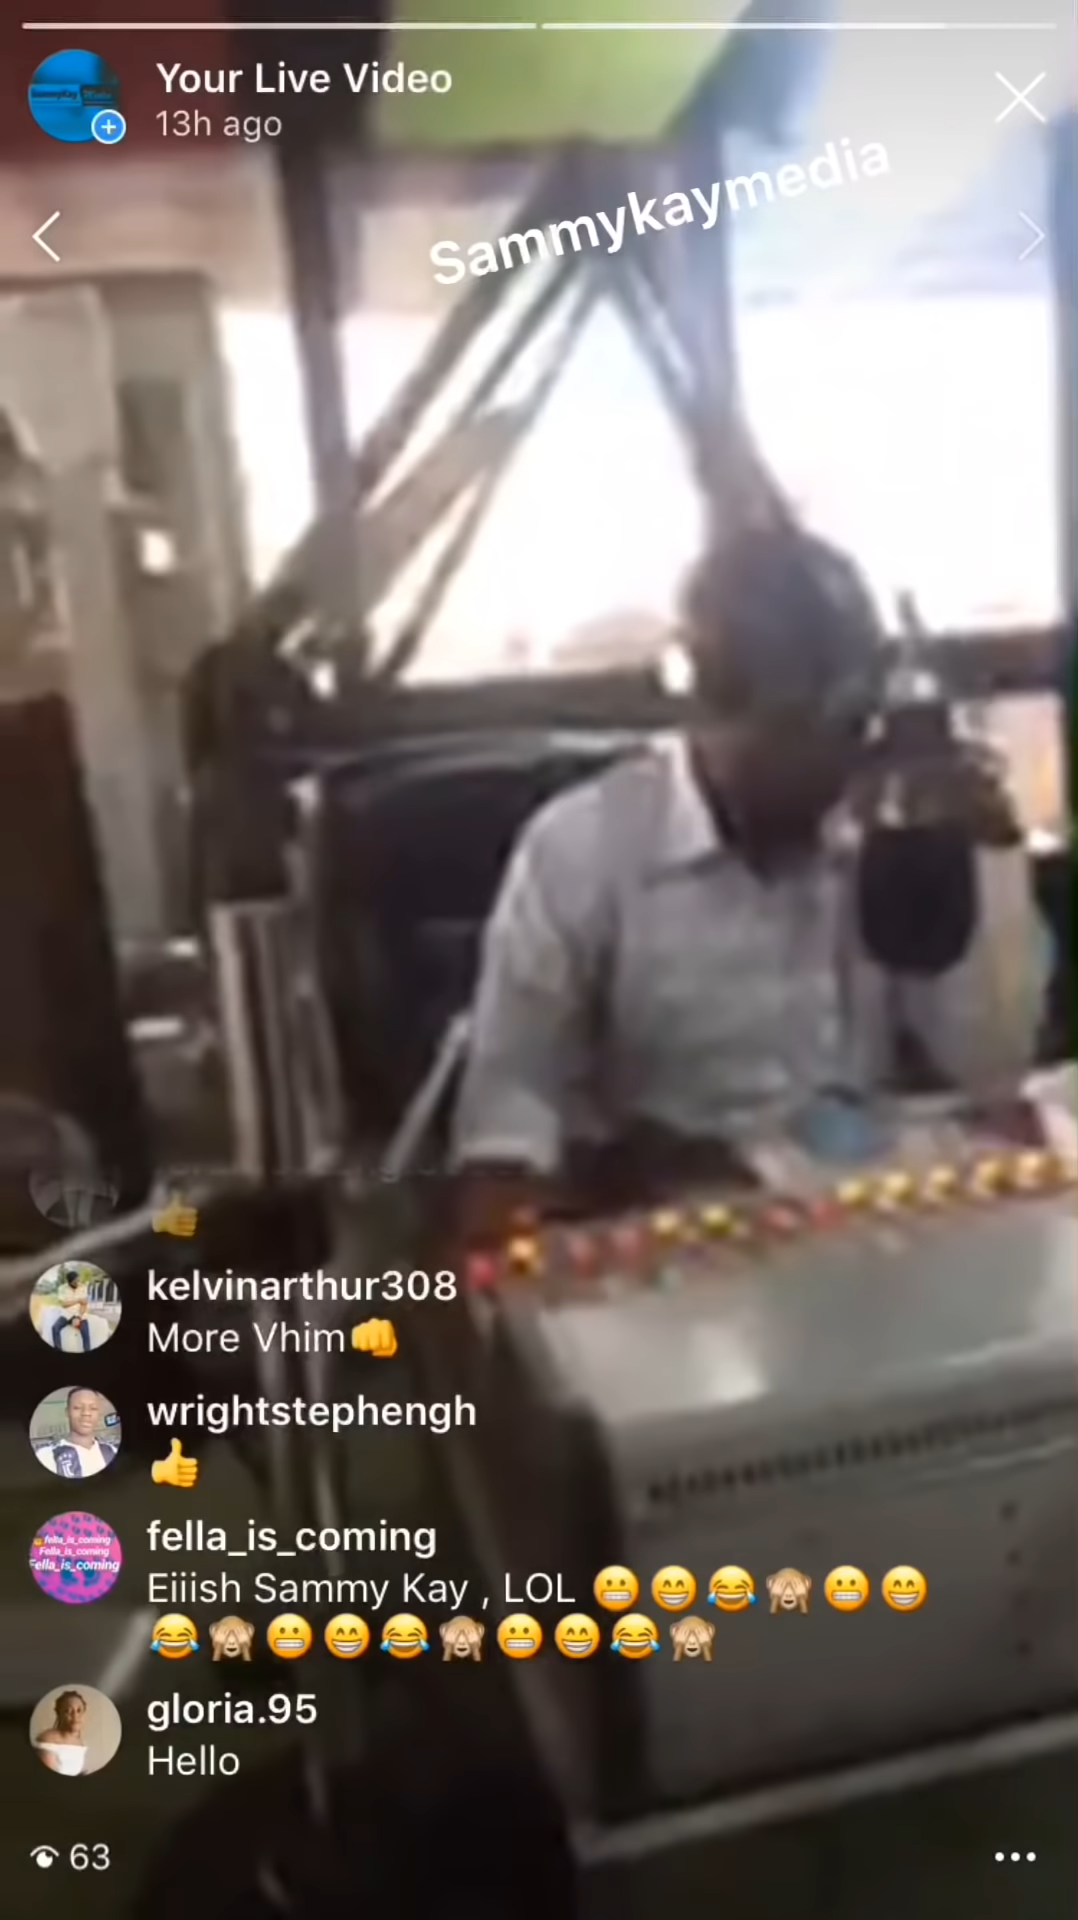 Your Live Video
13h ago
Sammykaymedia
kelvinarthur308
More Vhim👊
wrightstephengh
👍
fella_is_coming
Eiiish Sammy Kay , LOL 😬😁😂🙈😬😁
😂🙈😬😁😂🙈😬😁😂🙈
gloria.95
Hello
63